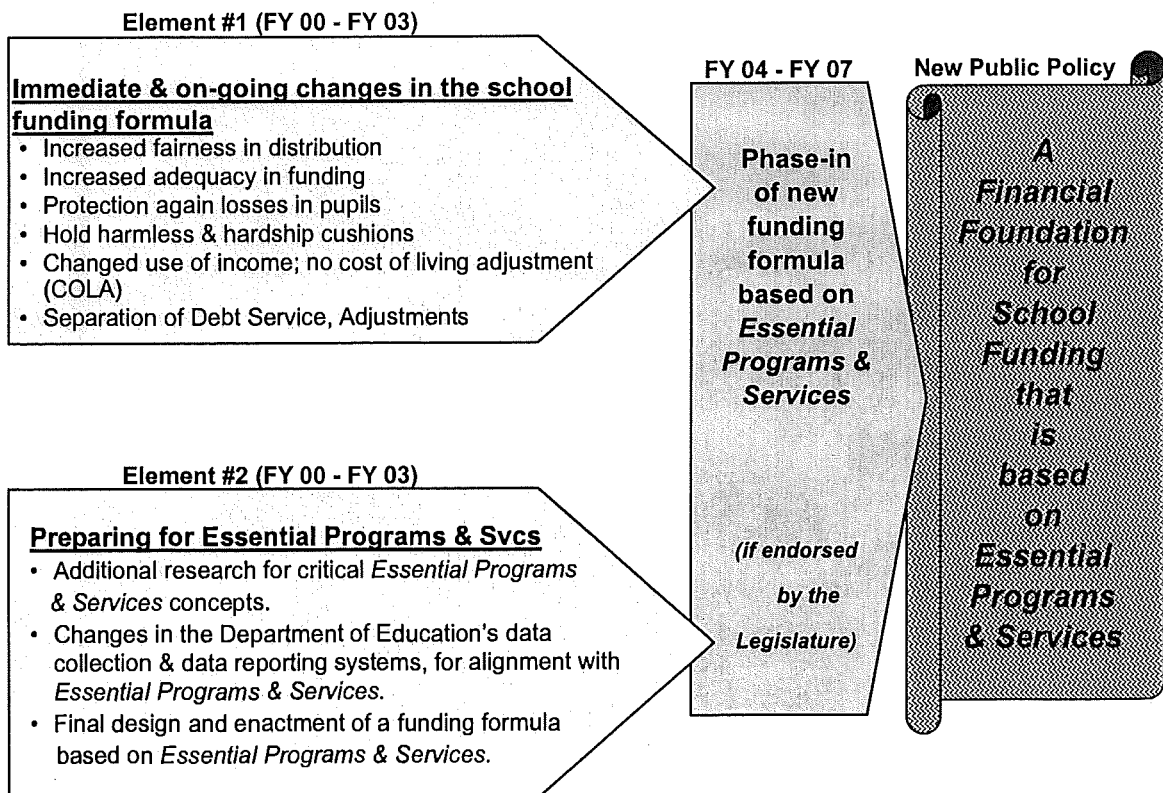 Element #1 (FY 00 - FY 03)
Immediate & on-going changes in the school
funding formula
• Increased fairness in distribution
• Increased adequacy in funding
• Protection again losses in pupils
• Hold harmless & hardship cushions
• Changed use of income; no cost of living adjustment
(COLA)
• Separation of Debt Service, Adjustments
Element #2 (FY 00 - FY 03)
Preparing for Essential Programs & Svcs
• Additional research for critical Essential Programs
& Services concepts.
• Changes in the Department of Education's data
collection & data reporting systems, for alignment with
Essential Programs & Services.
• Final design and enactment of a funding formula
based on Essential Programs & Services.
FY 04 - FY 07
Phase-in
of new
funding
formula
based on
Essential
Programs &
Services
(if endorsed
by the
Legislature)
New Public Policy
A
Financial
Foundation
for
School
Funding
that
is
based
on
Essential
Programs
& Services